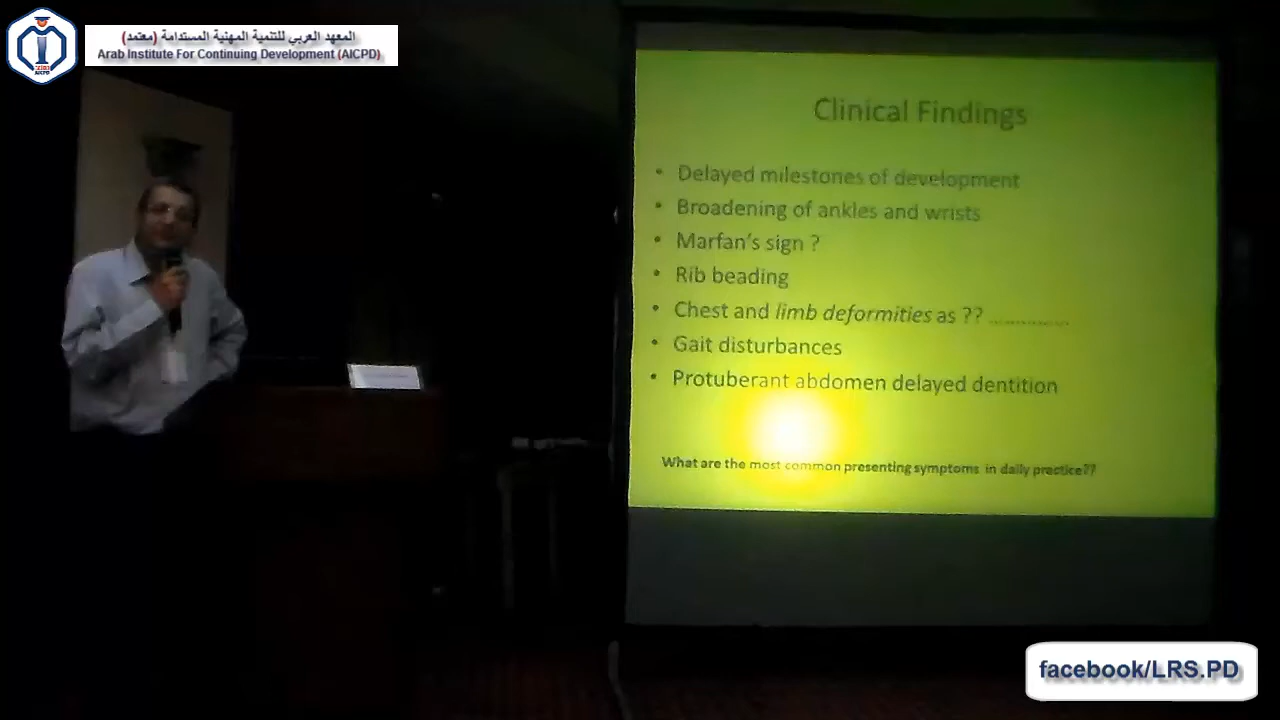 المعهد العربي للتنمية المهنية المستدامة (معتمد)
Arab Institute For Continuing Development (AICPD)
AICPD
Clinical Findings
• Delayed milestones of development
• Broadening of ankles and wrists
• Marfan's sign ?
• Rib beading
• Chest and limb deformities as ?? ...............
• Gait disturbances
• Protuberant abdomen delayed dentition
What are the most common presenting symptoms in daily practice??
facebook/LRS.PD